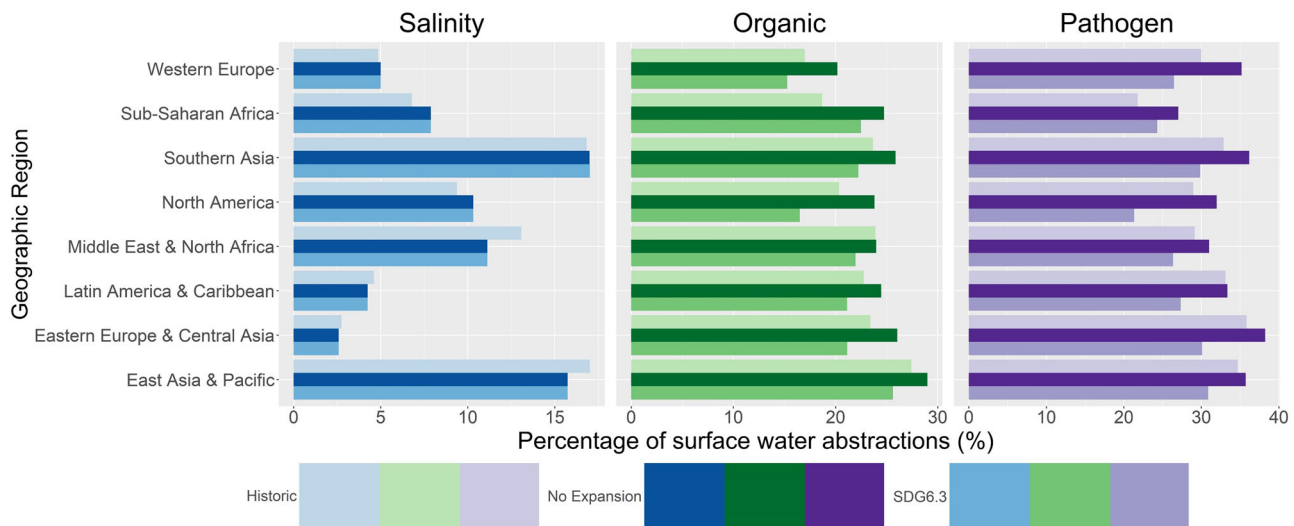 Salinity
Organic
Pathogen
Geographic Region
Western Europe
Sub-Saharan Africa
Southern Asia
North America
Middle East & North Africa
Latin America & Caribbean
Eastern Europe & Central Asia
East Asia & Pacific
0 5 10 15
0 10 20 30
0 10 20 30 40
Percentage of surface water abstractions (%)
Historic
No Expansion
SDG6.3